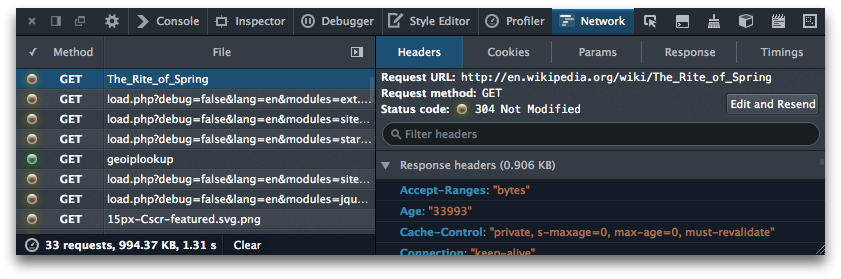 Console Inspector Debugger Style Editor Profiler Network
✓ Method File
Headers Cookies Params Response Timings
GET The_Rite_of_Spring
GET load.php?debug=false&lang=en&modules=ext....
GET load.php?debug=false&lang=en&modules=site...
GET load.php?debug=false&lang=en&modules=star...
GET geoiplookup
GET load.php?debug=false&lang=en&modules=site...
GET load.php?debug=false&lang=en&modules=jqu...
GET 15px-Cscr-featured.svg.png
33 requests, 994.37 KB, 1.31 s Clear
Request URL: http://en.wikipedia.org/wiki/The_Rite_of_Spring
Request method: GET
Status code: 304 Not Modified
Edit and Resend
Filter headers
Response headers (0.906 KB)
Accept-Ranges: "bytes"
Age: "33993"
Cache-Control: "private, s-maxage=0, max-age=0, must-revalidate"
Connection: "keep-alive"